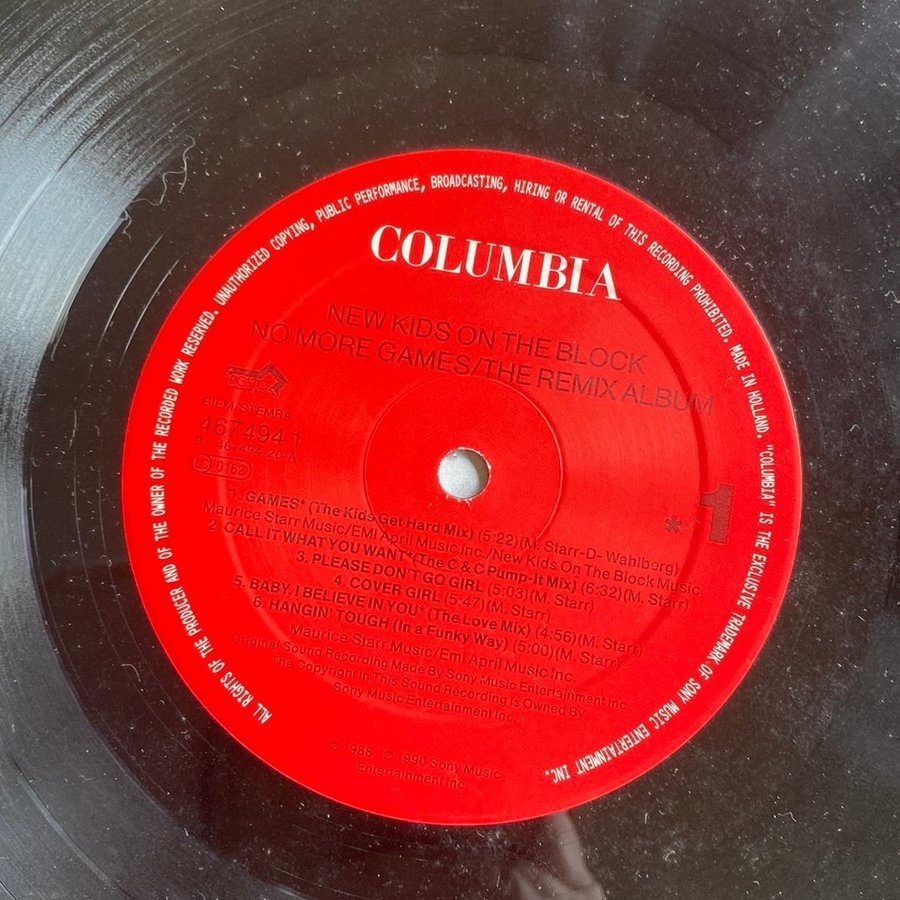 ALL RIGHTS OF THE PRODUCER AND OF THE OWNER OF THE RECORDED WORK RESERVED. UNAUTHORIZED COPYING, PUBLIC PERFORMANCE, BROADCASTING, HIRING OR RENTAL OF THIS RECORDING PROHIBITED. MADE IN HOLLAND. "COLUMBIA" IS THE EXCLUSIVE TRADEMARK OF SONY MUSIC ENTERTAINMENT INC.
COLUMBIA
NEW KIDS ON THE BLOCK
NO MORE GAMES/THE REMIX ALBUM
BIEM/STEMRA
467494 1
467494-20-A
LC 0162
* 1
1. GAMES* (The Kids Get Hard Mix) (5:22)(M. Starr-D- Wahlberg)
Maurice Starr Music/EMI April Music Inc./New Kids On The Block Music
2. CALL IT WHAT YOU WANT*(The C & C Pump-It Mix) (6:32)(M. Starr)
3. PLEASE DON'T GO GIRL (5:03)(M. Starr)
4. COVER GIRL (5:47)(M. Starr)
5. BABY, I BELIEVE IN YOU* (The Love Mix) (4:56)(M. Starr)
6. HANGIN' TOUGH (In a Funky Way) (5:00)(M. Starr)
Maurice Starr Music/Emi April Music Inc.
Original Sound Recording Made By Sony Music Entertainment Inc.
The Copyright In This Sound Recording Is Owned By
Sony Music Entertainment Inc.
℗ 1988 *℗ 1990 Sony Music
Entertainment Inc.